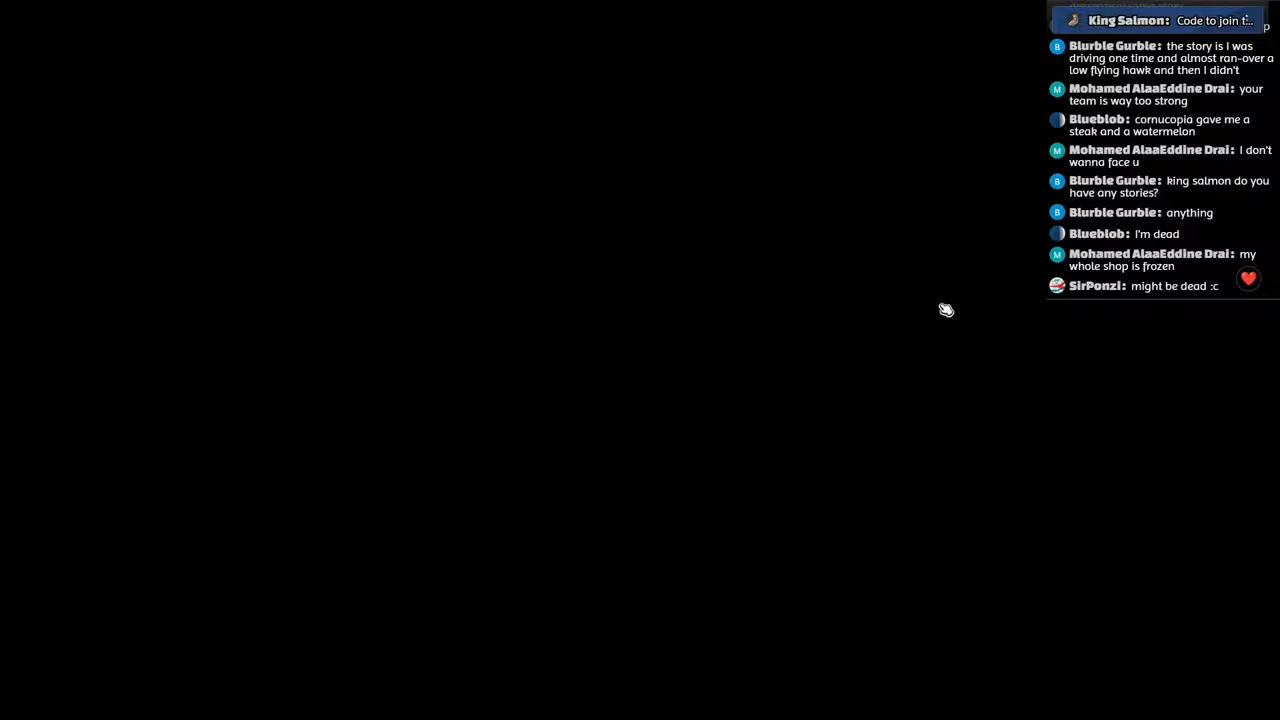 King Salmon: Code to join t...
Blurble Gurble: the story is I was
driving one time and almost ran-over a
low flying hawk and then I didn't
Mohamed AlaaEddine Drai: your
team is way too strong
Blueblob: cornucopia gave me a
steak and a watermelon
Mohamed AlaaEddine Drai: I don't
wanna face u
Blurble Gurble: king salmon do you
have any stories?
Blurble Gurble: anything
Blueblob: I'm dead
Mohamed AlaaEddine Drai: my
whole shop is frozen
SirPonzi: might be dead :c